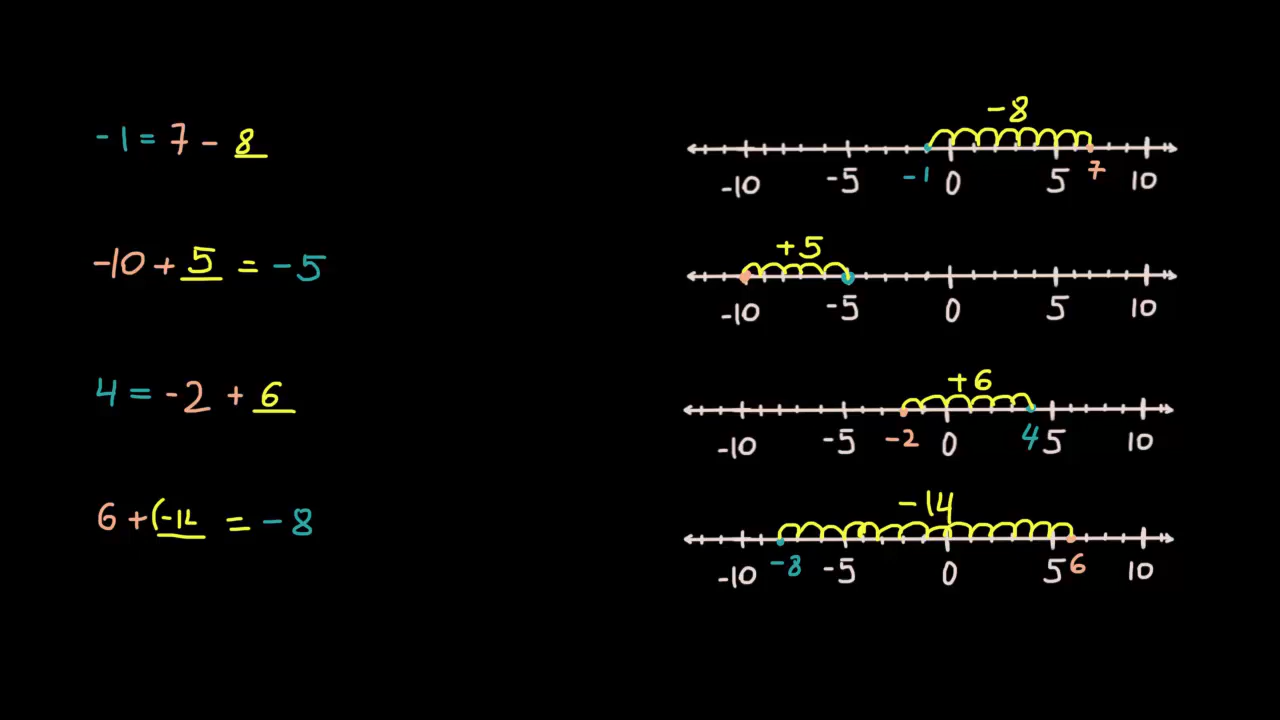 -1 = 7 - 8
-8
-10 -5 -1 0 5 7 10
-10 + 5 = -5
+5
-10 -5 0 5 10
4 = -2 + 6
+6
-10 -5 -2 0 4 5 10
6 + = -8
-14
-10 -8 -5 0 5 6 10